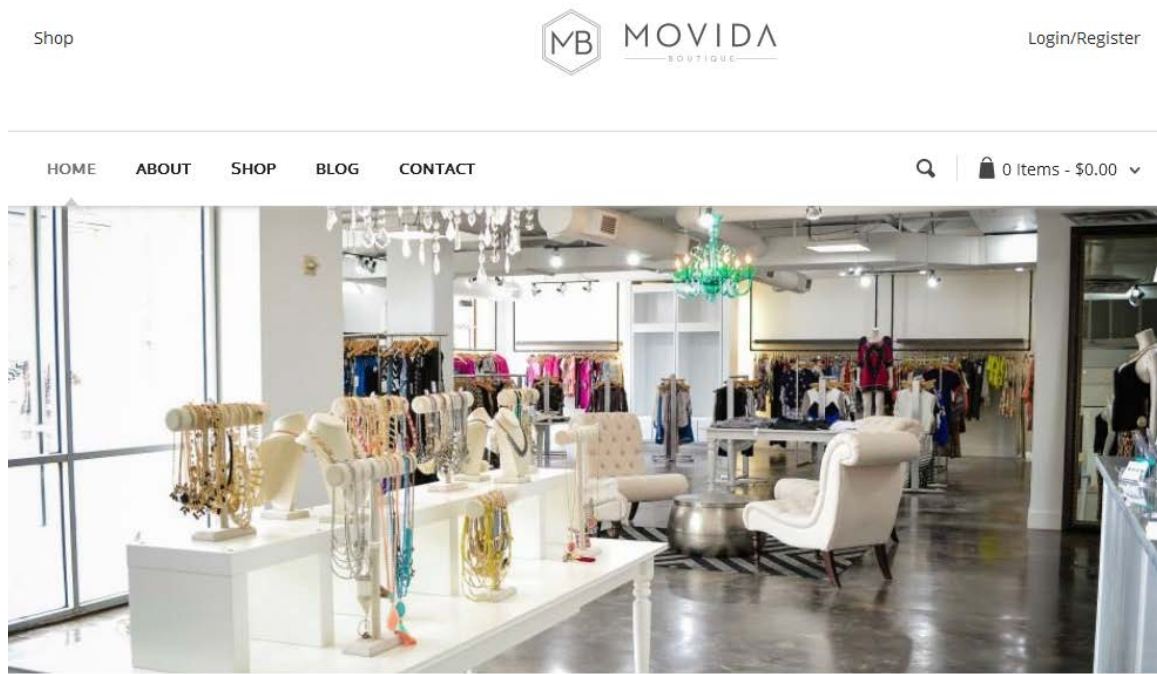 Shop
MB
MOVIDA
BOUTIQUE
Login/Register
HOME
ABOUT
SHOP
BLOG
CONTACT
0 Items - $0.00